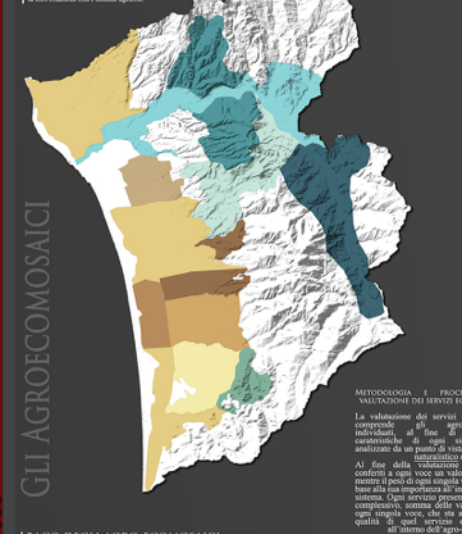 GLI AGROECOMOSAICI
METODOLOGIA E PROCE
VALUTAZIONE DEI SERVIZI EC
La valutazione dei servizi
comprende gli agro
individuati, al fine di
caratteristiche di ogni si
analizzate da un punto di vist
naturalistico
Al fine della valutazione
conferiti a ogni voce un valo
mentre il peso di ogni singola
base alla sua importanza all'in
sistema. Ogni servizio presen
complessivo, somma delle va
ogni singola voce, che sta a
qualità di quel servizio
all'interno dell'agro-